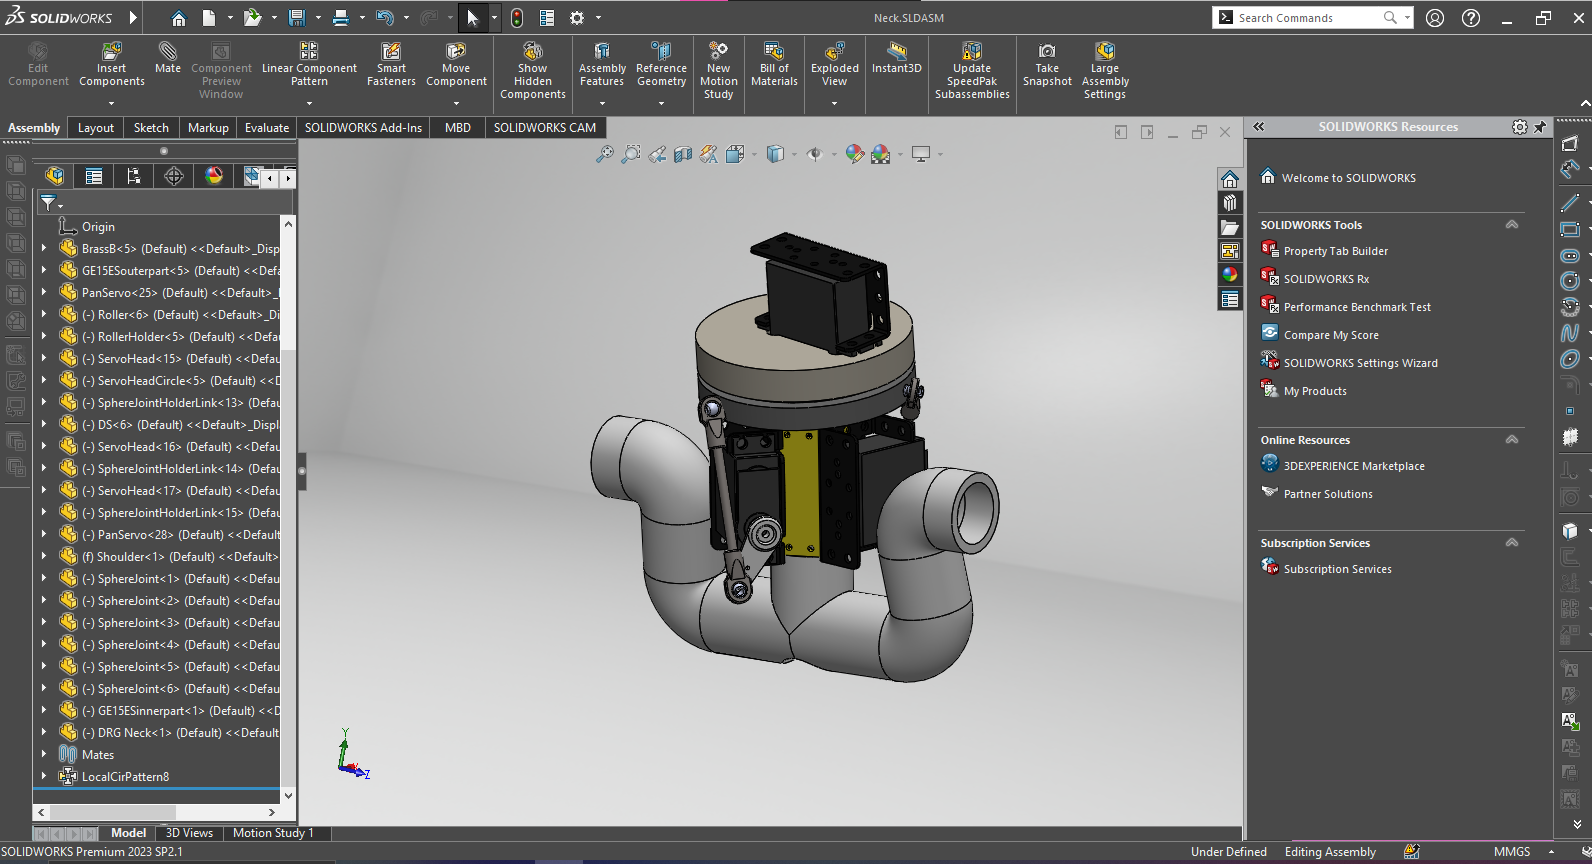 SOLIDWORKS
Neck.SLDASM
Search Commands
Edit Component
Insert Components
Mate
Component Preview Window
Linear Component Pattern
Smart Fasteners
Move Component
Show Hidden Components
Assembly Features
Reference Geometry
New Motion Study
Bill of Materials
Exploded View
Instant3D
Update SpeedPak Subassemblies
Take Snapshot
Large Assembly Settings
Assembly
Layout
Sketch
Markup
Evaluate
SOLIDWORKS Add-Ins
MBD
SOLIDWORKS CAM
Origin
BrassB<5> (Default) <<Default>_Disp
GE15ESouterpart<5> (Default) <<Defa
PanServo<25> (Default) <<Default>_
(-) Roller<6> (Default) <<Default>_Di
(-) RollerHolder<5> (Default) <<Defa
(-) ServoHead<15> (Default) <<Defau
(-) ServoHeadCircle<5> (Default) <<D
(-) SphereJointHolderLink<13> (Defau
(-) DS<6> (Default) <<Default>_Displ
(-) ServoHead<16> (Default) <<Defau
(-) SphereJointHolderLink<14> (Defau
(-) ServoHead<17> (Default) <<Defau
(-) SphereJointHolderLink<15> (Defau
(-) PanServo<28> (Default) <<Default
(f) Shoulder<1> (Default) <<Default>
(-) SphereJoint<1> (Default) <<Defau
(-) SphereJoint<2> (Default) <<Defau
(-) SphereJoint<3> (Default) <<Defau
(-) SphereJoint<4> (Default) <<Defau
(-) SphereJoint<5> (Default) <<Defau
(-) SphereJoint<6> (Default) <<Defau
(-) GE15ESinnerpart<1> (Default) <<D
(-) DRG Neck<1> (Default) <<Default
Mates
LocalCirPattern8
Y
Z
SOLIDWORKS Resources
Welcome to SOLIDWORKS
SOLIDWORKS Tools
Property Tab Builder
SOLIDWORKS Rx
Performance Benchmark Test
Compare My Score
SOLIDWORKS Settings Wizard
My Products
Online Resources
3DEXPERIENCE Marketplace
Partner Solutions
Subscription Services
Subscription Services
Model
3D Views
Motion Study 1
SOLIDWORKS Premium 2023 SP2.1
Under Defined
Editing Assembly
MMGS